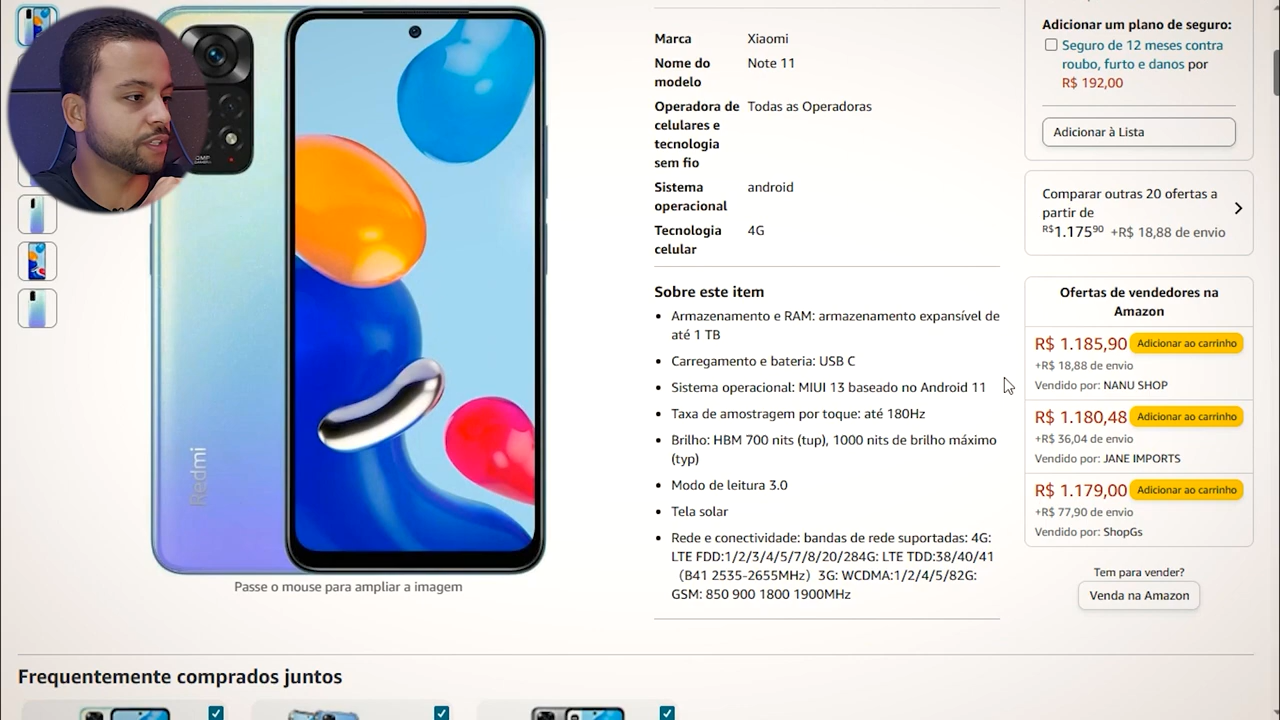 Redmi
Passe o mouse para ampliar a imagem
Marca Xiaomi
Nome do Note 11
modelo
Operadora de Todas as Operadoras
celulares e
tecnologia
sem fio
Sistema android
operacional
Tecnologia 4G
celular
Sobre este item
• Armazenamento e RAM: armazenamento expansível de
até 1 TB
• Carregamento e bateria: USB C
• Sistema operacional: MIUI 13 baseado no Android 11
• Taxa de amostragem por toque: até 180Hz
• Brilho: HBM 700 nits (tup), 1000 nits de brilho máximo
(typ)
• Modo de leitura 3.0
• Tela solar
• Rede e conectividade: bandas de rede suportadas: 4G:
LTE FDD:1/2/3/4/5/7/8/20/284G: LTE TDD:38/40/41
（B41 2535-2655MHz）3G: WCDMA:1/2/4/5/82G:
GSM: 850 900 1800 1900MHz
Adicionar um plano de seguro:
Seguro de 12 meses contra
roubo, furto e danos por
R$ 192,00
Adicionar à Lista
Comparar outras 20 ofertas a
partir de
R$1.17590 +R$ 18,88 de envio
Ofertas de vendedores na
Amazon
R$ 1.185,90 Adicionar ao carrinho
+R$ 18,88 de envio
Vendido por: NANU SHOP
R$ 1.180,48 Adicionar ao carrinho
+R$ 36,04 de envio
Vendido por: JANE IMPORTS
R$ 1.179,00 Adicionar ao carrinho
+R$ 77,90 de envio
Vendido por: ShopGs
Tem para vender?
Venda na Amazon
Frequentemente comprados juntos